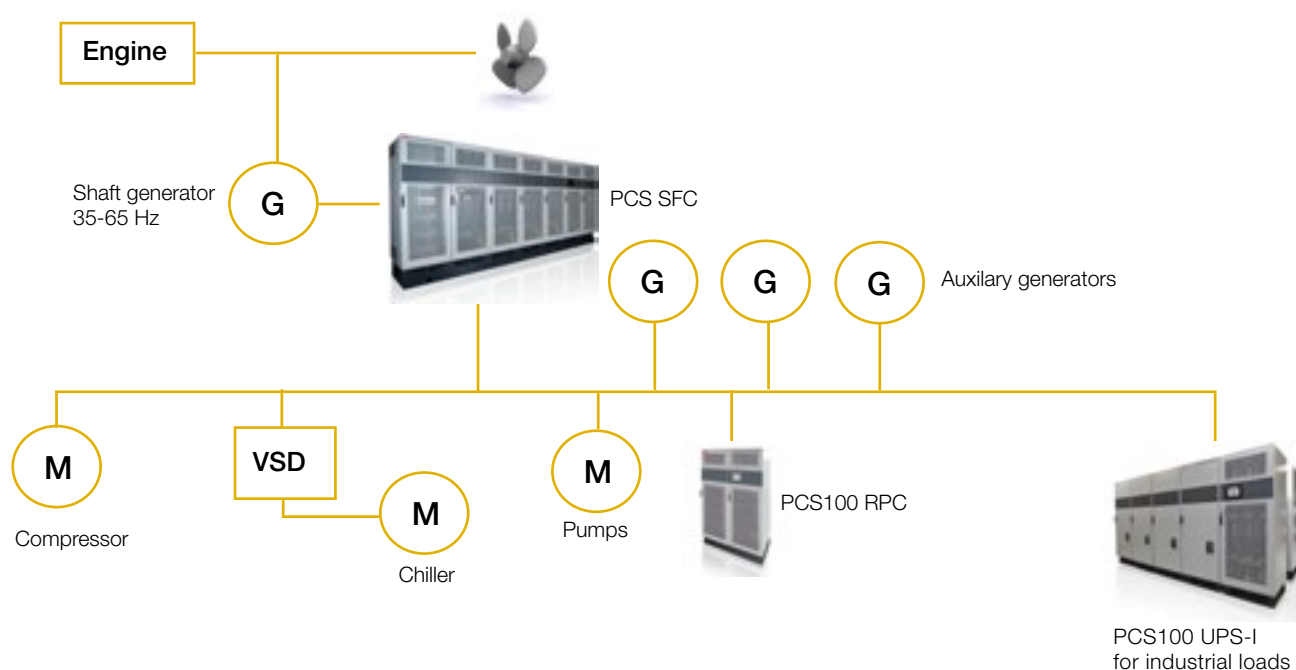 Engine
Shaft generator
35-65 Hz
G
PCS SFC
G
G
G
Auxilary generators
M
Compressor
VSD
M
Chiller
M
Pumps
PCS100 RPC
PCS100 UPS-I
for industrial loads